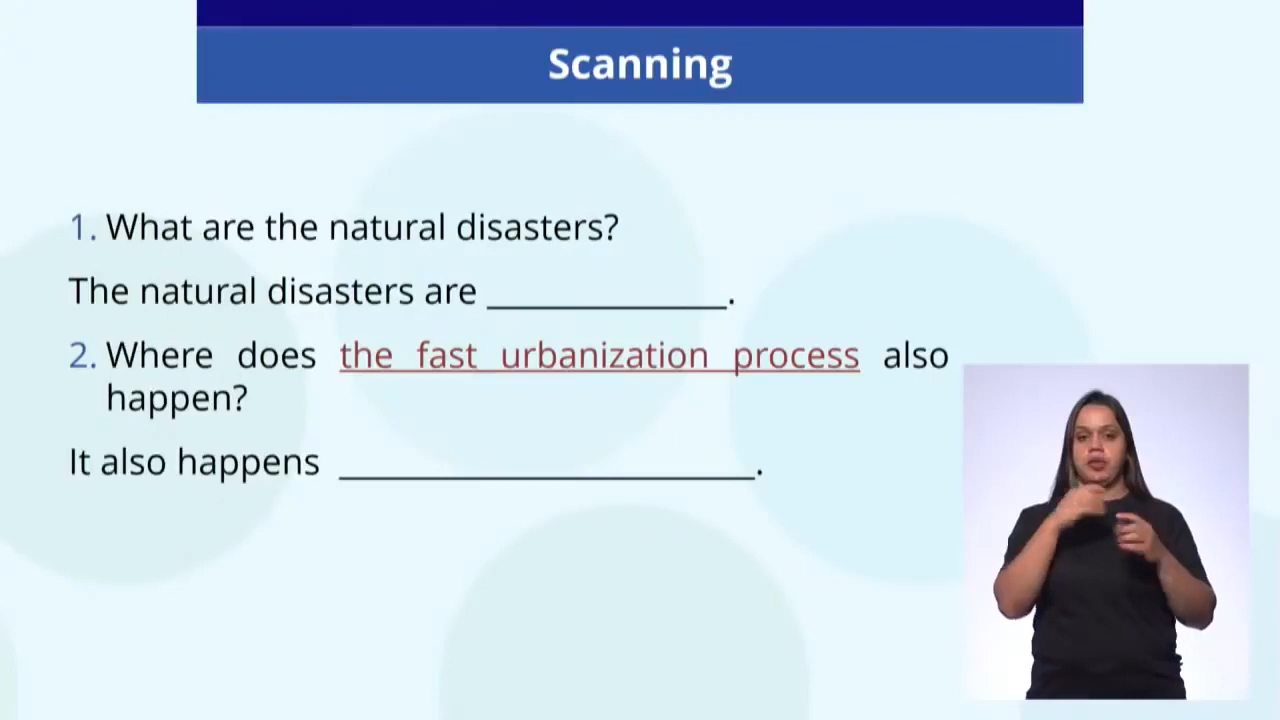 Scanning
1. What are the natural disasters?
The natural disasters are _______________.
2. Where does the fast urbanization process also
happen?
It also happens __________________________.